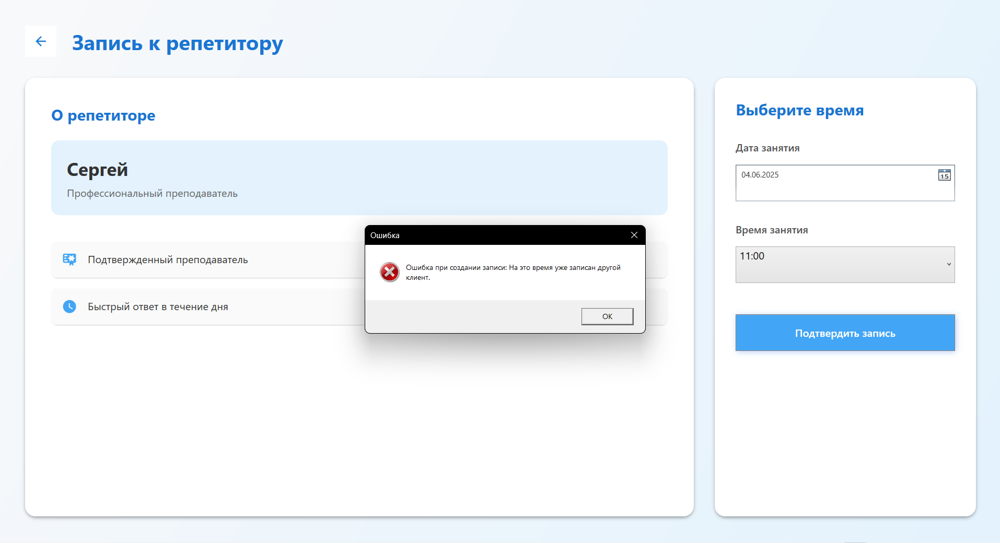 Запись к репетитору
О репетиторе
Сергей
Профессиональный преподаватель
Подтвержденный преподаватель
Быстрый ответ в течение дня
Ошибка
Ошибка при создании записи: На это время уже записан другой
клиент.
OK
Выберите время
Дата занятия
04.06.2025
15
Время занятия
11:00
Подтвердить запись